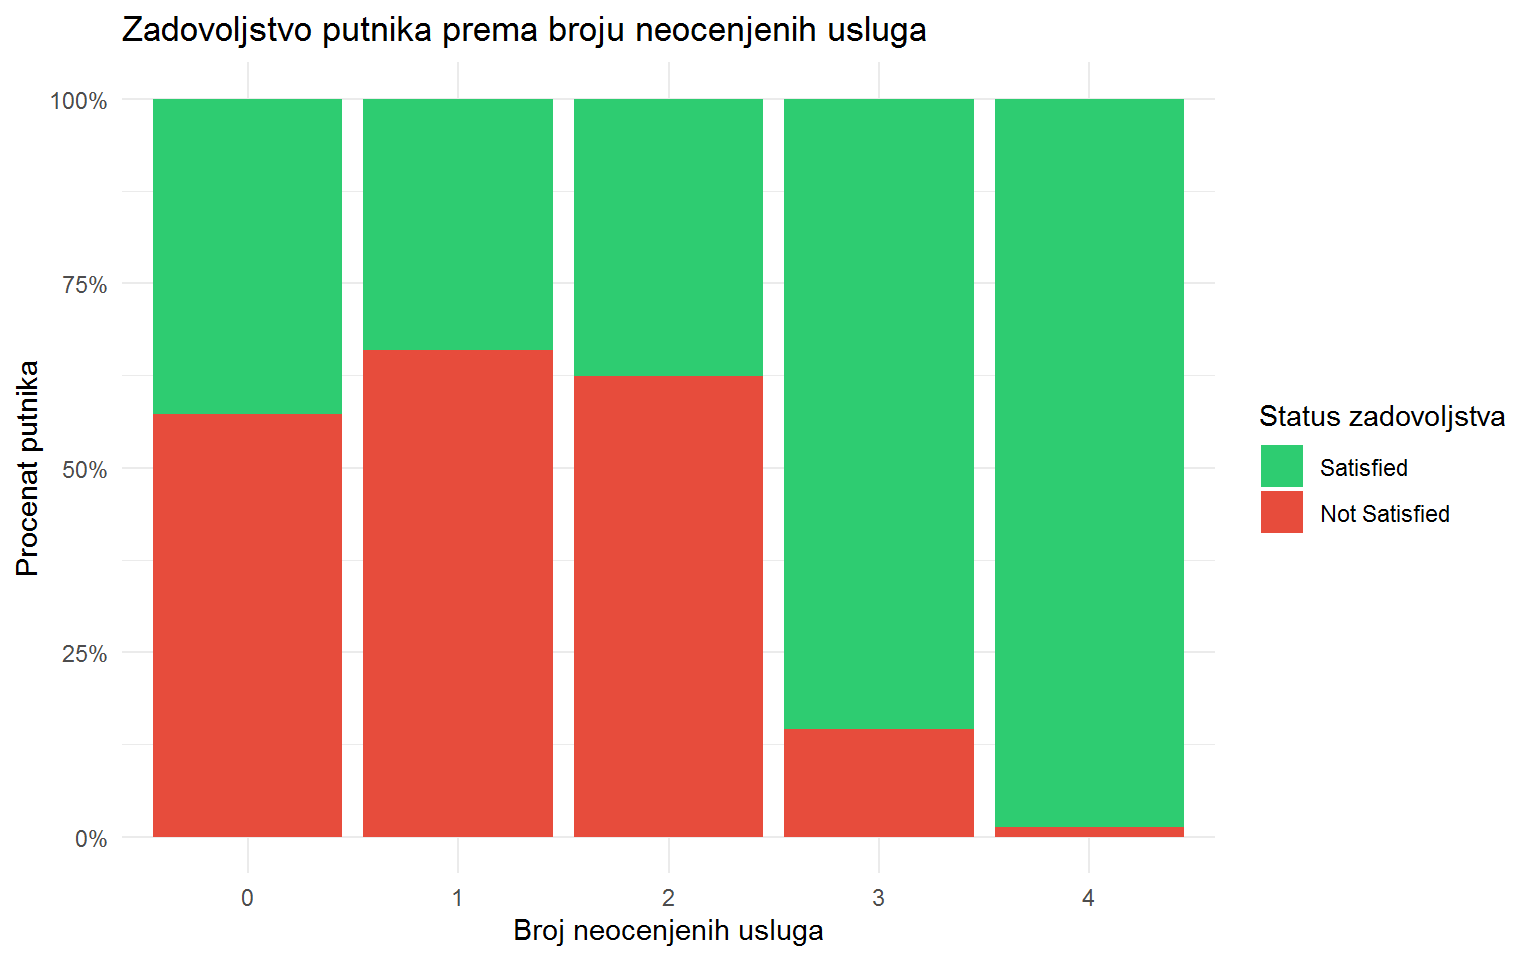 Zadovoljstvo putnika prema broju neocenjenih usluga
100%
75%
50%
25%
0%
Procenat putnika
0 1 2 3 4
Broj neocenjenih usluga
Status zadovoljstva
Satisfied
Not Satisfied